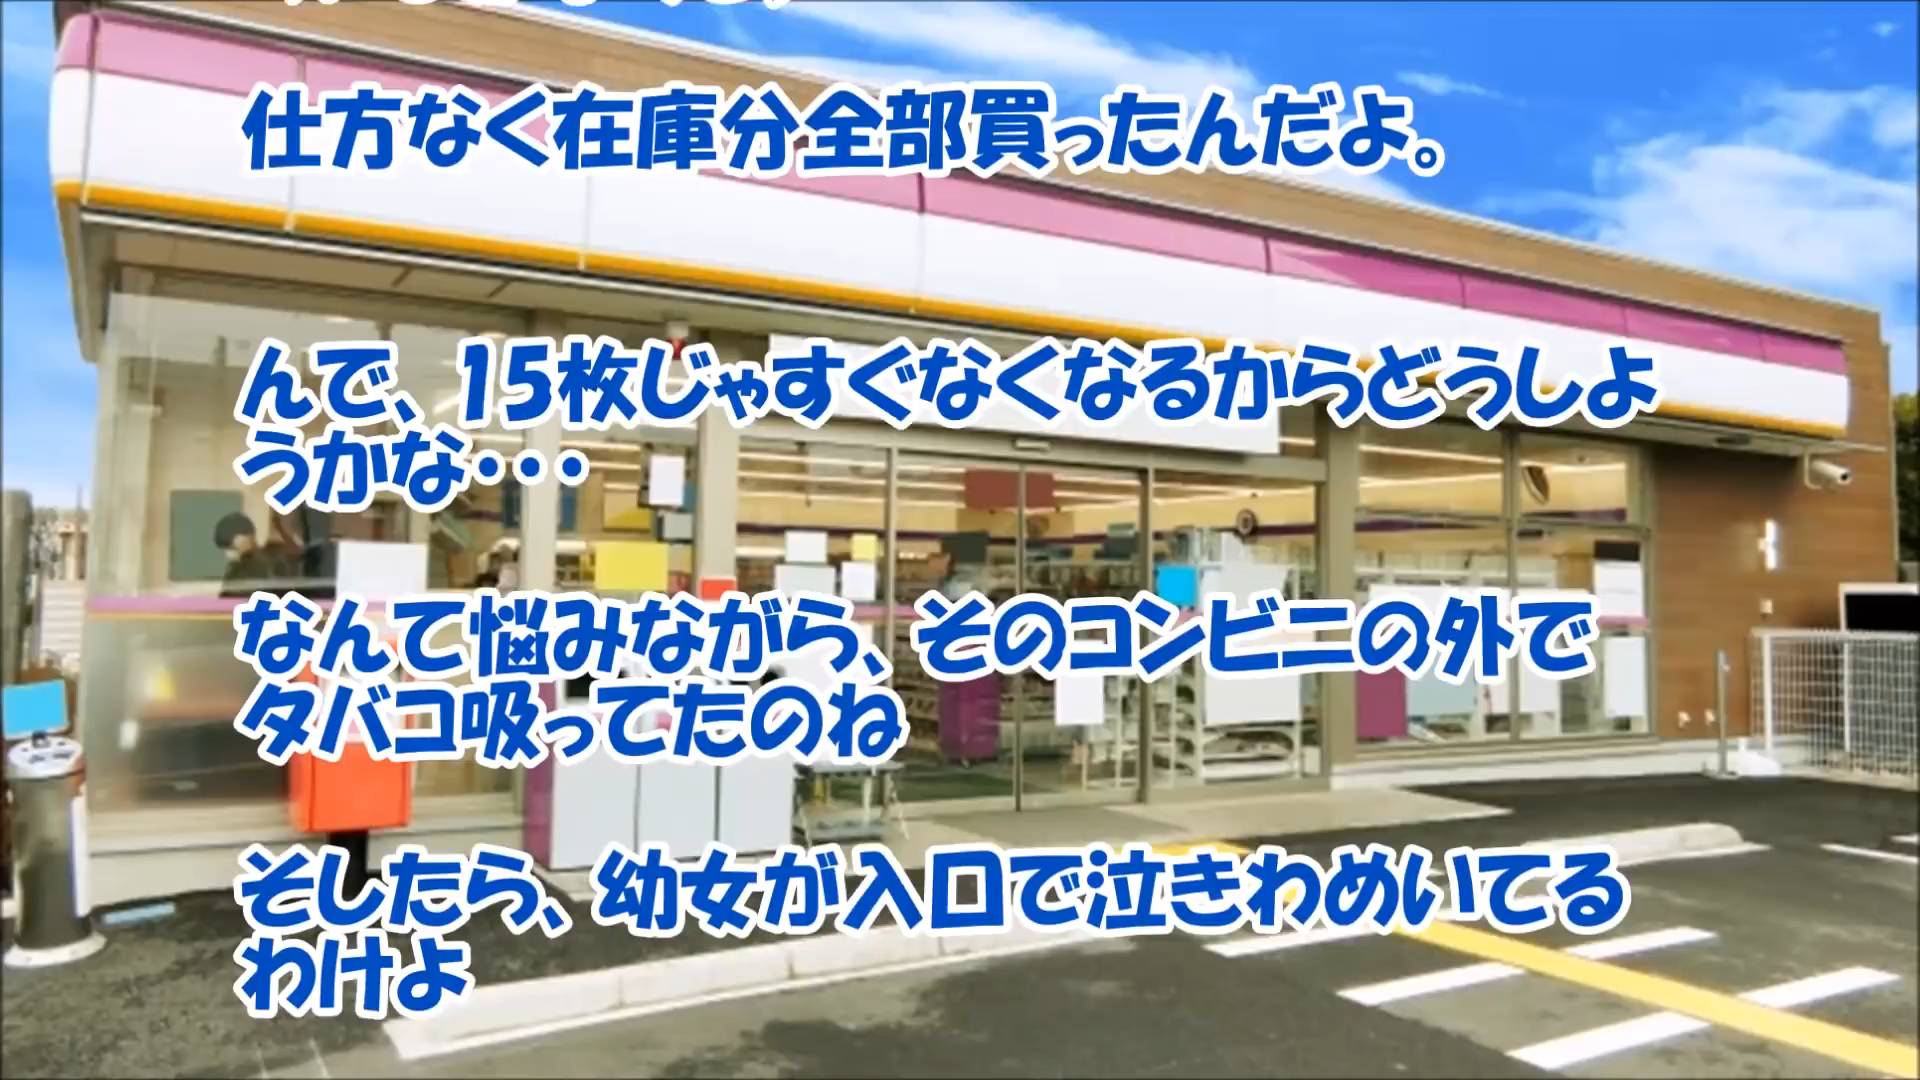 仕方なく在庫分全部買ったんだよ。
んで、15枚じゃすぐなくなるからどうしよ
うかな・・・
なんて悩みながら、そのコンビニの外で
タバコ吸ってたのね
そしたら、幼女が入口で泣きわめいてる
わけよ